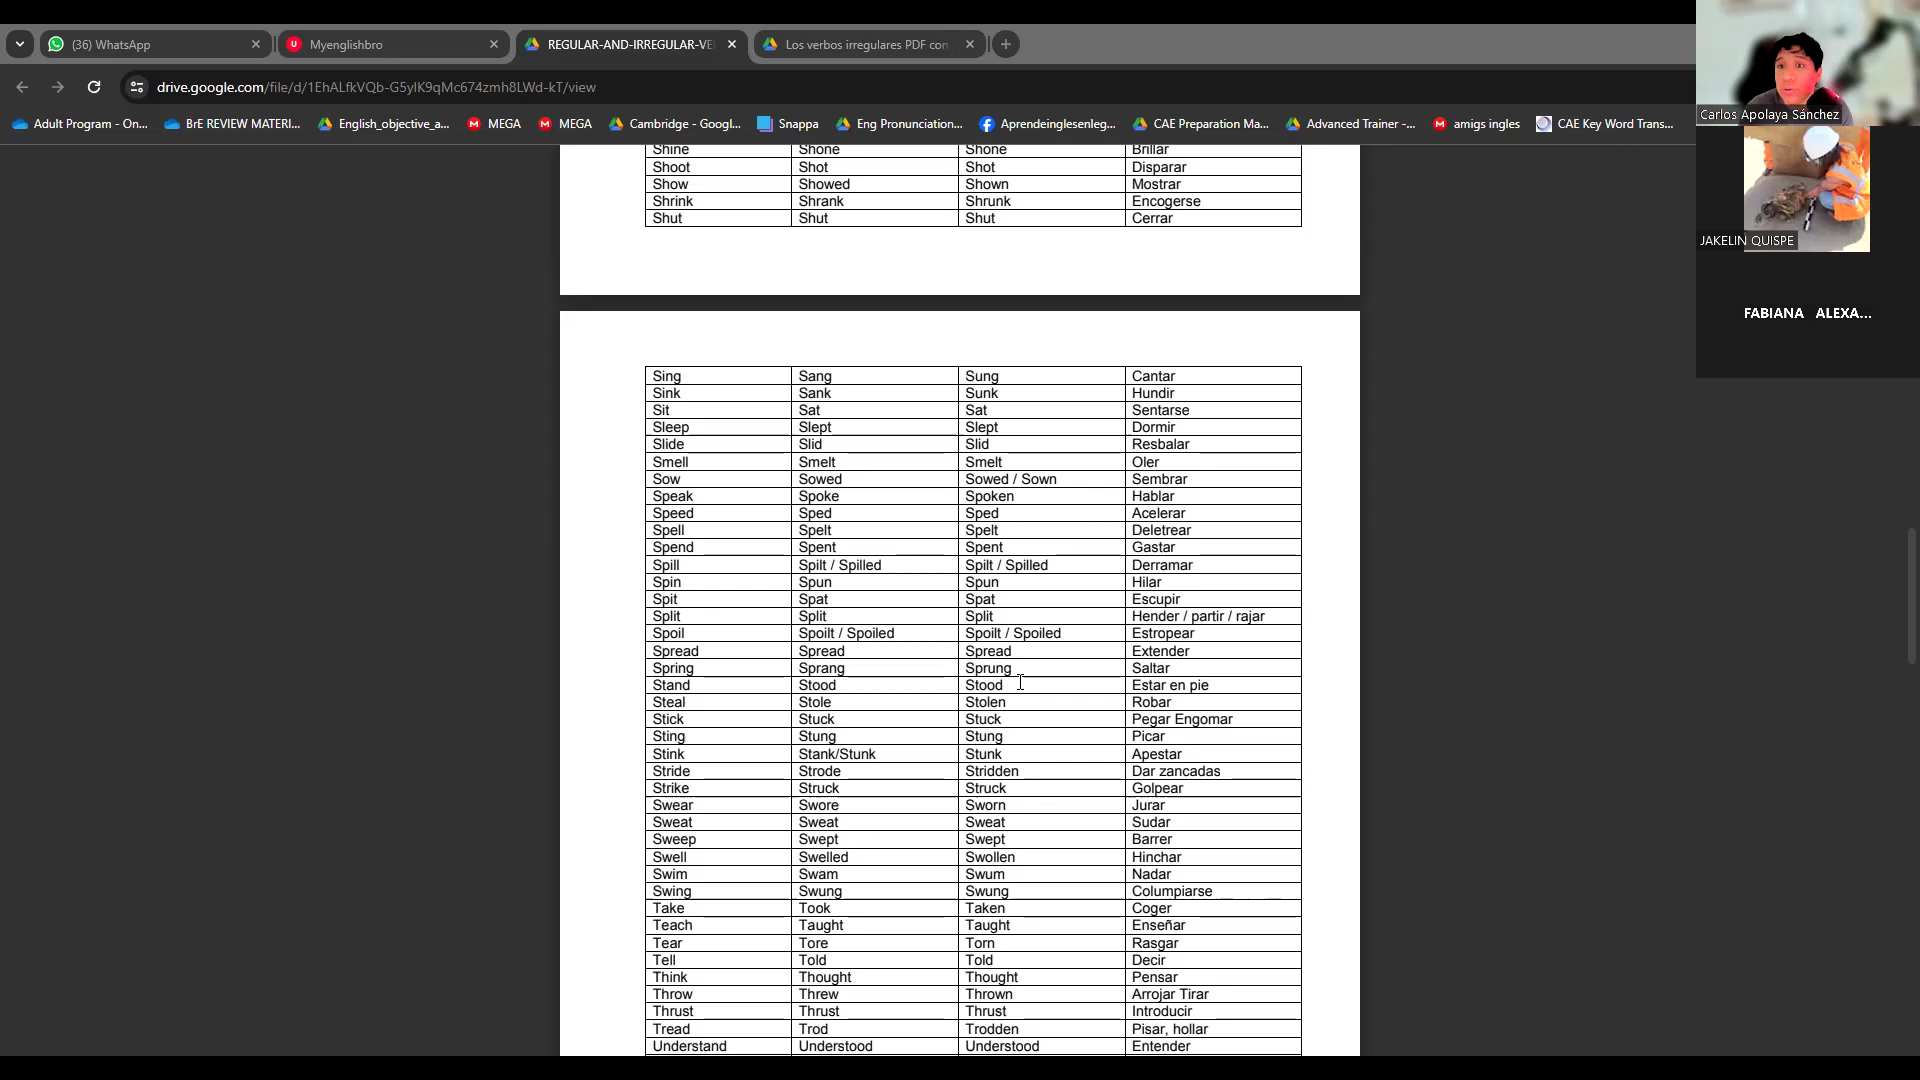 (36) WhatsApp
Myenglishbro
REGULAR-AND-IRREGULAR-VE
Los verbos irregulares PDF con
drive.google.com/file/d/1EhALfkVQb-G5yIK9qMc674zmh8LWd-kT/view
Adult Program - On...
BrE REVIEW MATERI...
English_objective_a...
MEGA
MEGA
Cambridge - Googl...
Snappa
Eng Pronunciation...
Aprendeinglesenleg...
CAE Preparation Ma...
Advanced Trainer -...
amigs ingles
CAE Key Word Trans...
Carlos Apolaya Sánchez
JAKELIN QUISPE
FABIANA ALEXA...
Shine Shone Shone Brillar
Shoot Shot Shot Disparar
Show Showed Shown Mostrar
Shrink Shrank Shrunk Encogerse
Shut Shut Shut Cerrar
Sing Sang Sung Cantar
Sink Sank Sunk Hundir
Sit Sat Sat Sentarse
Sleep Slept Slept Dormir
Slide Slid Slid Resbalar
Smell Smelt Smelt Oler
Sow Sowed Sowed / Sown Sembrar
Speak Spoke Spoken Hablar
Speed Sped Sped Acelerar
Spell Spelt Spelt Deletrear
Spend Spent Spent Gastar
Spill Spilt / Spilled Spilt / Spilled Derramar
Spin Spun Spun Hilar
Spit Spat Spat Escupir
Split Split Split Hender / partir / rajar
Spoil Spoilt / Spoiled Spoilt / Spoiled Estropear
Spread Spread Spread Extender
Spring Sprang Sprung Saltar
Stand Stood Stood Estar en pie
Steal Stole Stolen Robar
Stick Stuck Stuck Pegar Engomar
Sting Stung Stung Picar
Stink Stank/Stunk Stunk Apestar
Stride Strode Stridden Dar zancadas
Strike Struck Struck Golpear
Swear Swore Sworn Jurar
Sweat Sweat Sweat Sudar
Sweep Swept Swept Barrer
Swell Swelled Swollen Hinchar
Swim Swam Swum Nadar
Swing Swung Swung Columpiarse
Take Took Taken Coger
Teach Taught Taught Enseñar
Tear Tore Torn Rasgar
Tell Told Told Decir
Think Thought Thought Pensar
Throw Threw Thrown Arrojar Tirar
Thrust Thrust Thrust Introducir
Tread Trod Trodden Pisar, hollar
Understand Understood Understood Entender